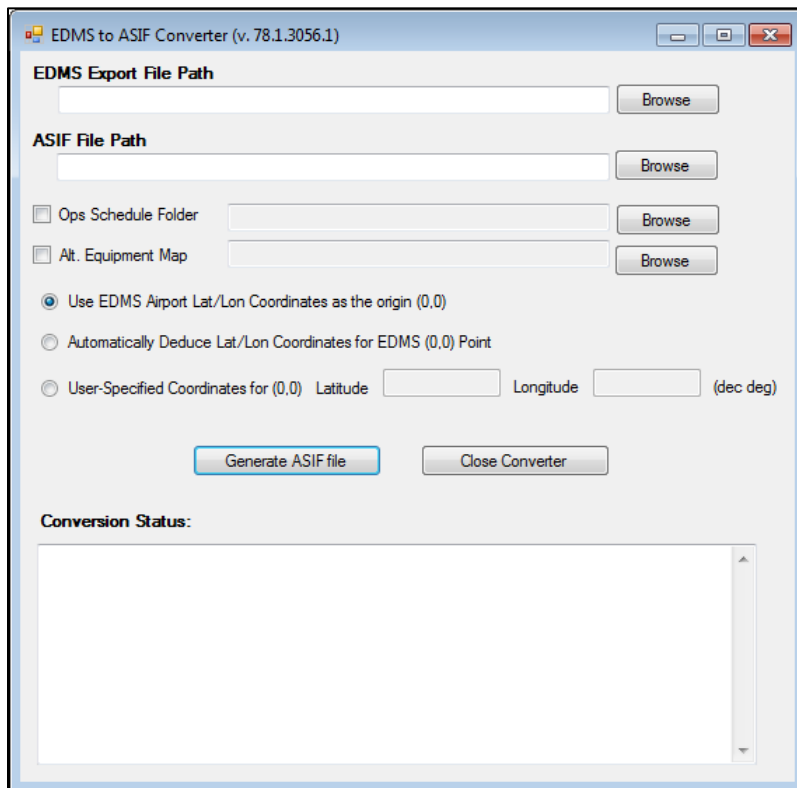 EDMS to ASIF Converter (v. 78.1.3056.1)
EDMS Export File Path
Browse
ASIF File Path
Browse
Ops Schedule Folder Browse
Alt. Equipment Map Browse
Use EDMS Airport Lat/Lon Coordinates as the origin (0,0)
Automatically Deduce Lat/Lon Coordinates for EDMS (0,0) Point
User-Specified Coordinates for (0,0) Latitude Longitude (dec deg)
Generate ASIF file Close Converter
Conversion Status: